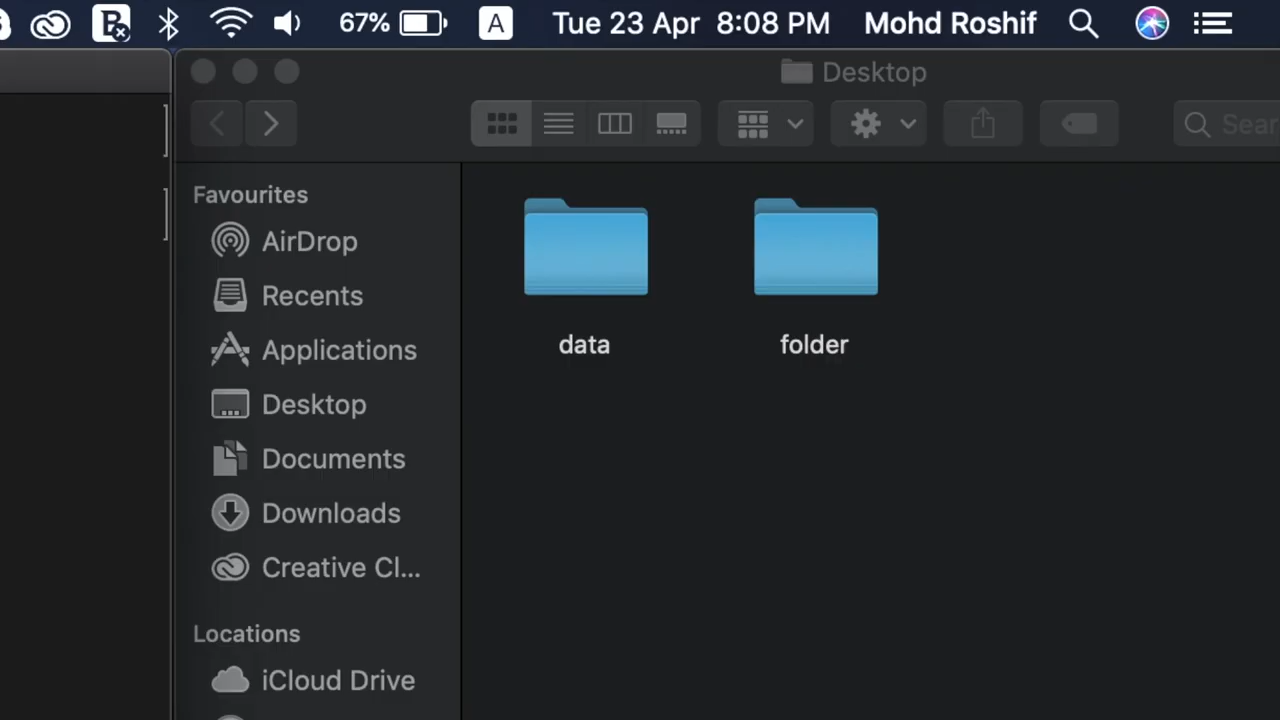 67% A Tue 23 Apr 8:08 PM Mohd Roshif
Desktop
Sear
Favourites
AirDrop
Recents
Applications
Desktop
Documents
Downloads
Creative Cl...
Locations
iCloud Drive
data
folder